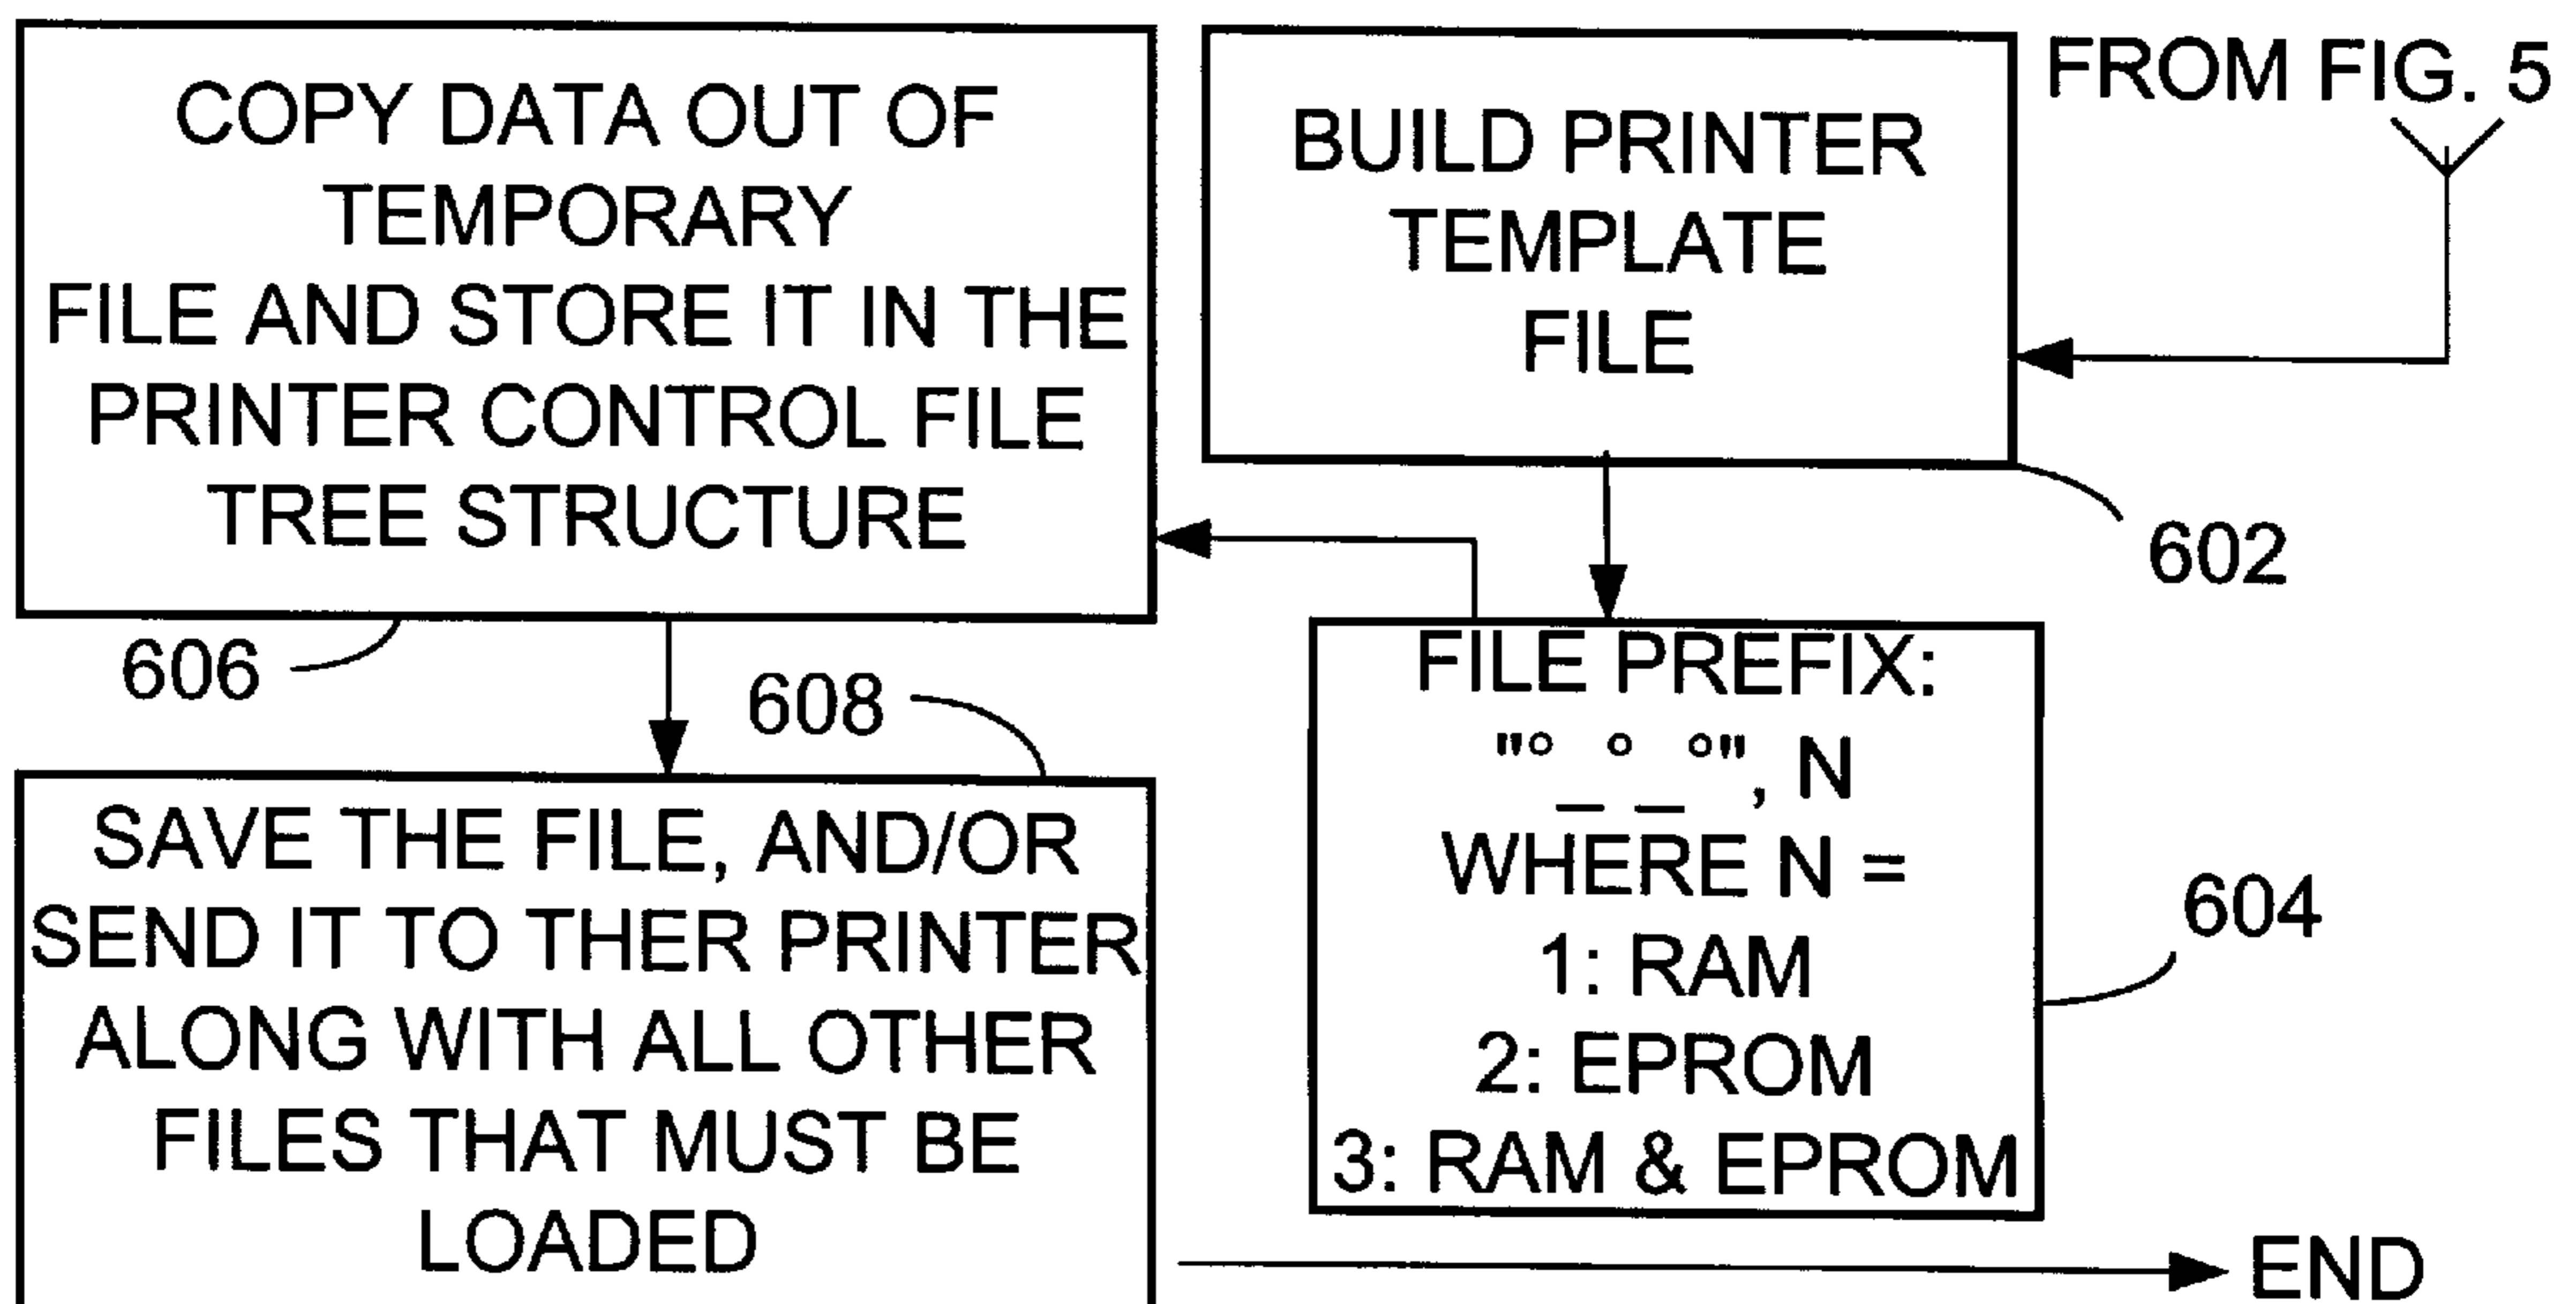 FROM FIG. 5
BUILD PRINTER
TEMPLATE
FILE
602
FILE PREFIX:
"°_°_°", N
WHERE N =
1: RAM
2: EPROM
3: RAM & EPROM
604
COPY DATA OUT OF
TEMPORARY
FILE AND STORE IT IN THE
PRINTER CONTROL FILE
TREE STRUCTURE
606
608
SAVE THE FILE, AND/OR
SEND IT TO THER PRINTER
ALONG WITH ALL OTHER
FILES THAT MUST BE
LOADED
END